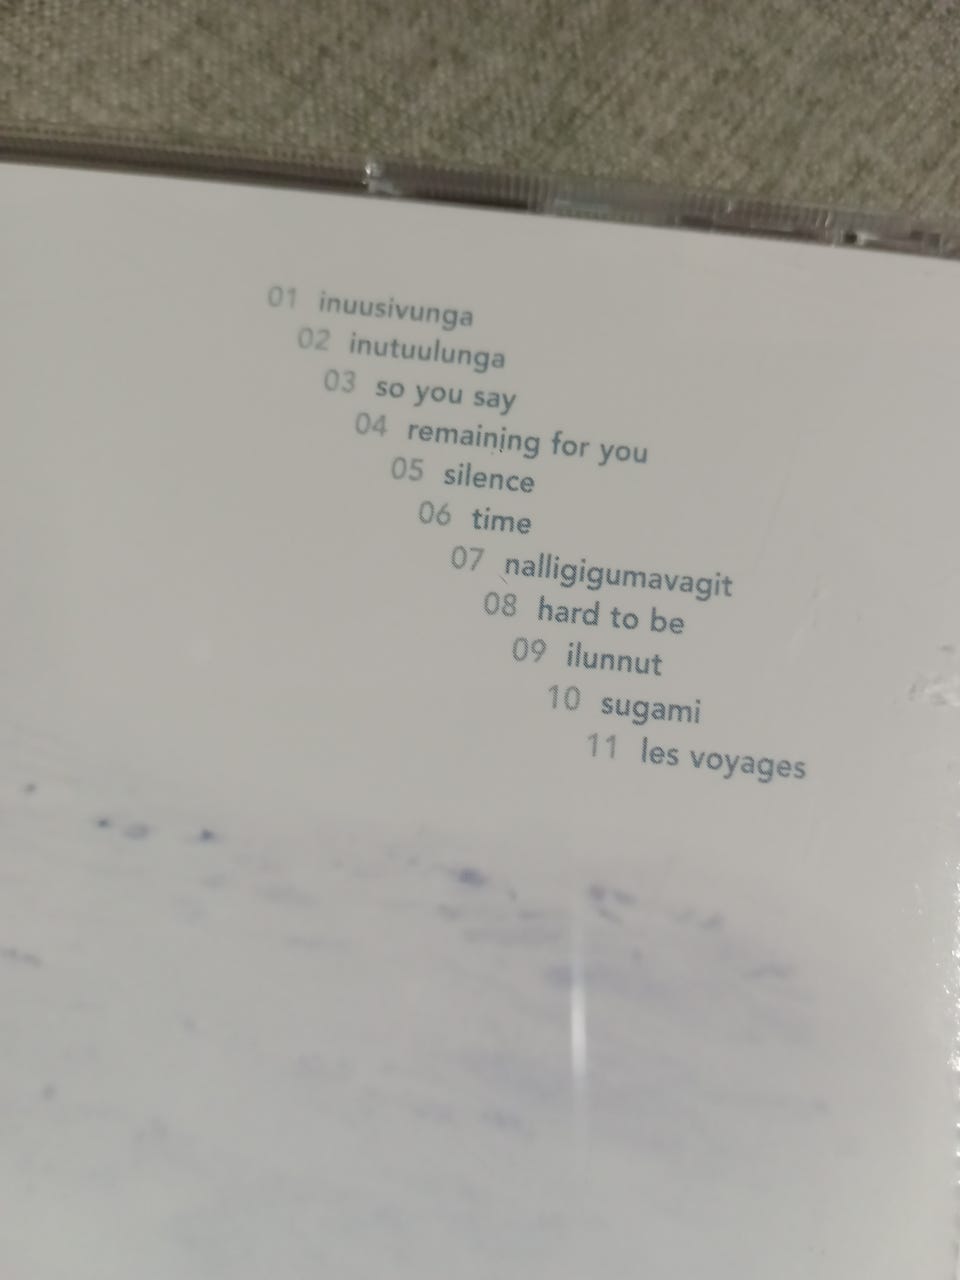 01 inuusivunga
02 inutuulunga
03 so you say
04 remaining for you
05 silence
06 time
07 nalligigumavagit
08 hard to be
09 ilunnut
10 sugami
11 les voyages